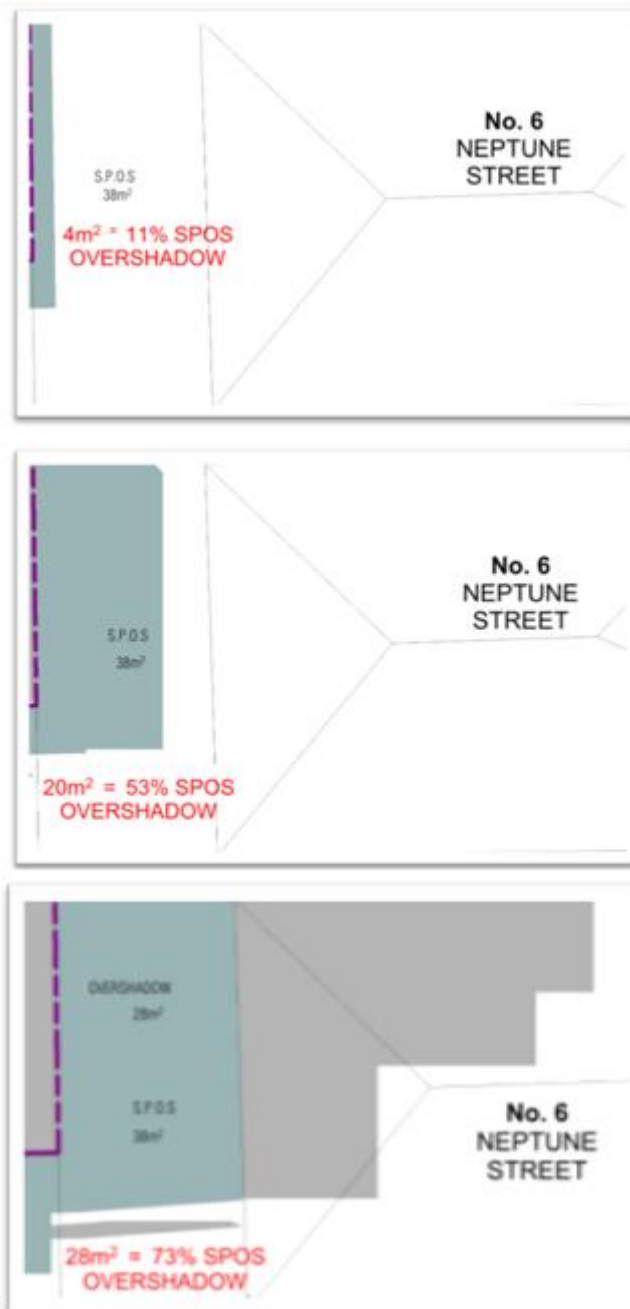 No. 6
NEPTUNE
STREET
S.P.O.S
38m²
4m² = 11% SPOS
OVERSHADOW
No. 6
NEPTUNE
STREET
S.P.O.S
38m²
20m² = 53% SPOS
OVERSHADOW
OVERSHADOW
28m²
S.P.O.S
38m²
No. 6
NEPTUNE
STREET
28m² = 73% SPOS
OVERSHADOW